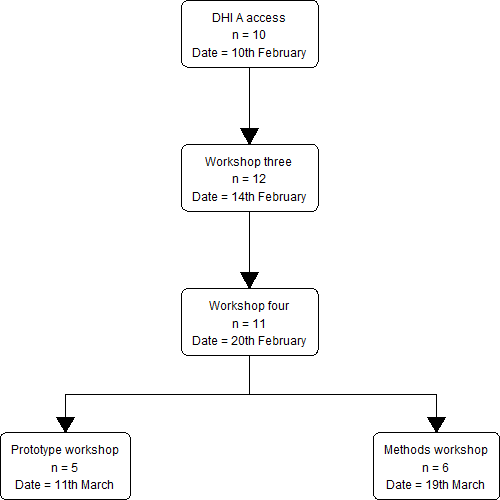 DHI A access
n = 10
Date = 10th February
Workshop three
n = 12
Date = 14th February
Workshop four
n = 11
Date = 20th February
Prototype workshop
n = 5
Date = 11th March
Methods workshop
n = 6
Date = 19th March